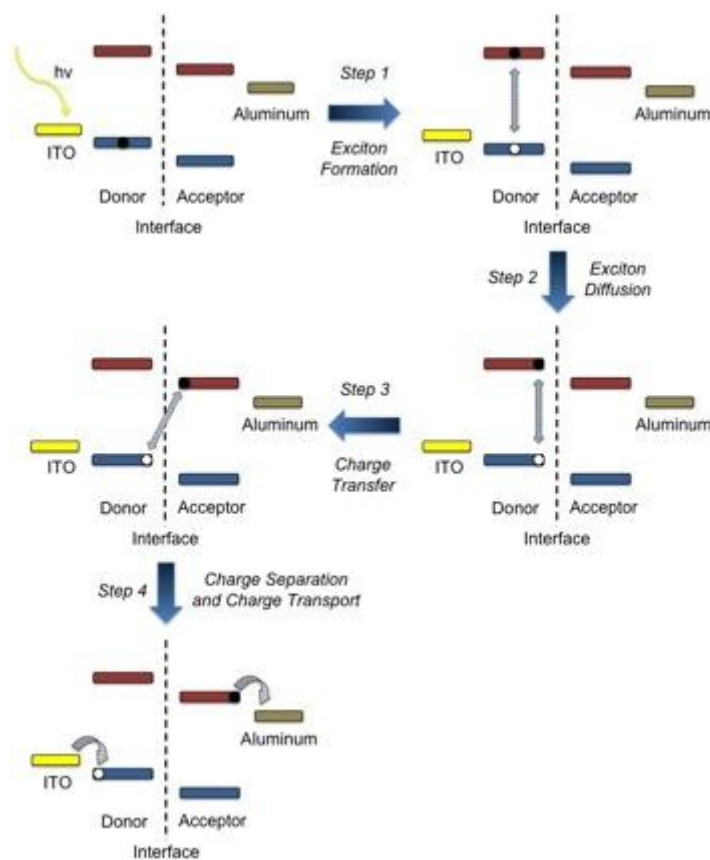 hν
ITO
Donor
Acceptor
Aluminum
Interface
Step 1
Exciton
Formation
ITO
Donor
Acceptor
Aluminum
Interface
Step 2
Exciton
Diffusion
ITO
Donor
Acceptor
Aluminum
Interface
Step 3
Charge
Transfer
ITO
Donor
Acceptor
Aluminum
Interface
Step 4
Charge Separation
and Charge Transport
ITO
Donor
Acceptor
Aluminum
Interface